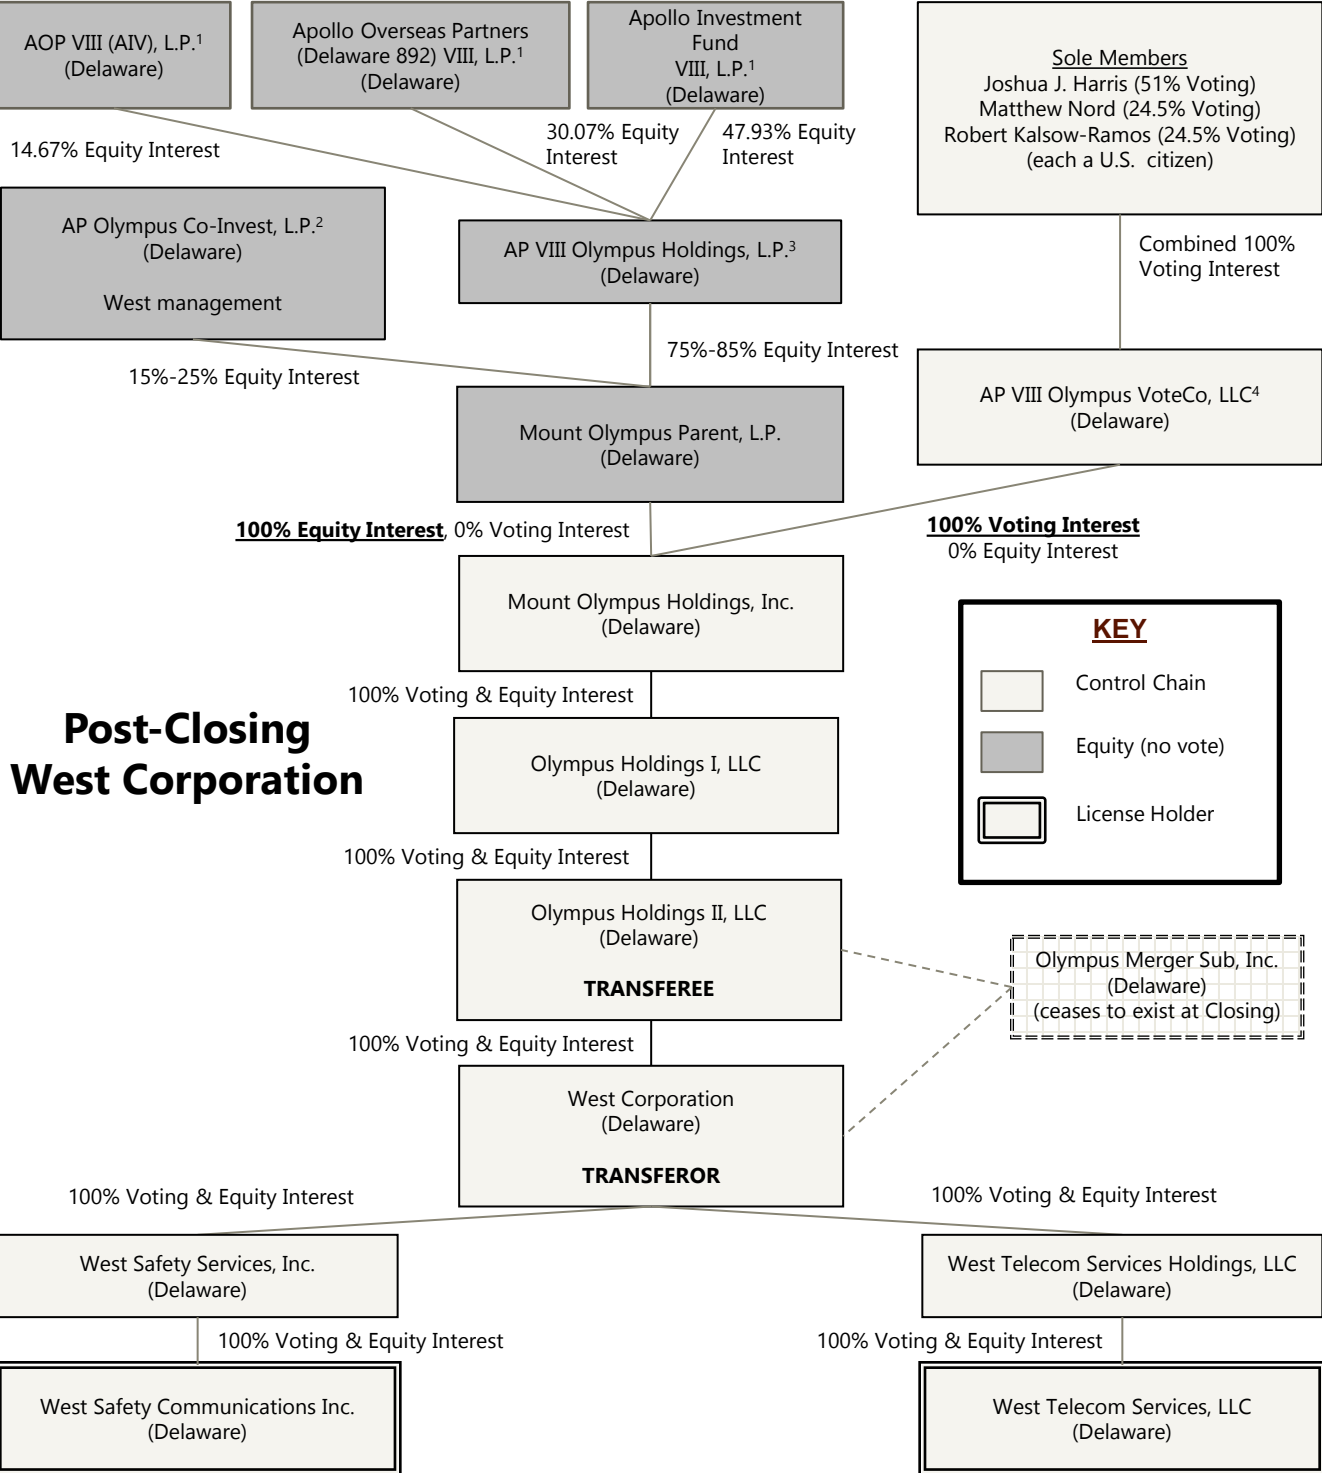 AOP VIII (AIV), L.P.1
(Delaware)
Apollo Overseas Partners
(Delaware 892) VIII, L.P.1
(Delaware)
Apollo Investment
Fund
VIII, L.P.1
(Delaware)
Sole Members
Joshua J. Harris (51% Voting)
Matthew Nord (24.5% Voting)
Robert Kalsow-Ramos (24.5% Voting)
(each a U.S. citizen)
14.67% Equity Interest
30.07% Equity
Interest
47.93% Equity
Interest
AP Olympus Co-Invest, L.P.2
(Delaware)
West management
AP VIII Olympus Holdings, L.P.3
(Delaware)
Combined 100%
Voting Interest
15%-25% Equity Interest
75%-85% Equity Interest
Mount Olympus Parent, L.P.
(Delaware)
AP VIII Olympus VoteCo, LLC4
(Delaware)
100% Equity Interest, 0% Voting Interest
100% Voting Interest
0% Equity Interest
Mount Olympus Holdings, Inc.
(Delaware)
KEY
Control Chain
Equity (no vote)
License Holder
100% Voting & Equity Interest
Post-Closing
West Corporation
Olympus Holdings I, LLC
(Delaware)
100% Voting & Equity Interest
Olympus Holdings II, LLC
(Delaware)
TRANSFEREE
Olympus Merger Sub, Inc.
(Delaware)
(ceases to exist at Closing)
100% Voting & Equity Interest
West Corporation
(Delaware)
TRANSFEROR
100% Voting & Equity Interest
100% Voting & Equity Interest
West Safety Services, Inc.
(Delaware)
West Telecom Services Holdings, LLC
(Delaware)
100% Voting & Equity Interest
100% Voting & Equity Interest
West Safety Communications Inc.
(Delaware)
West Telecom Services, LLC
(Delaware)